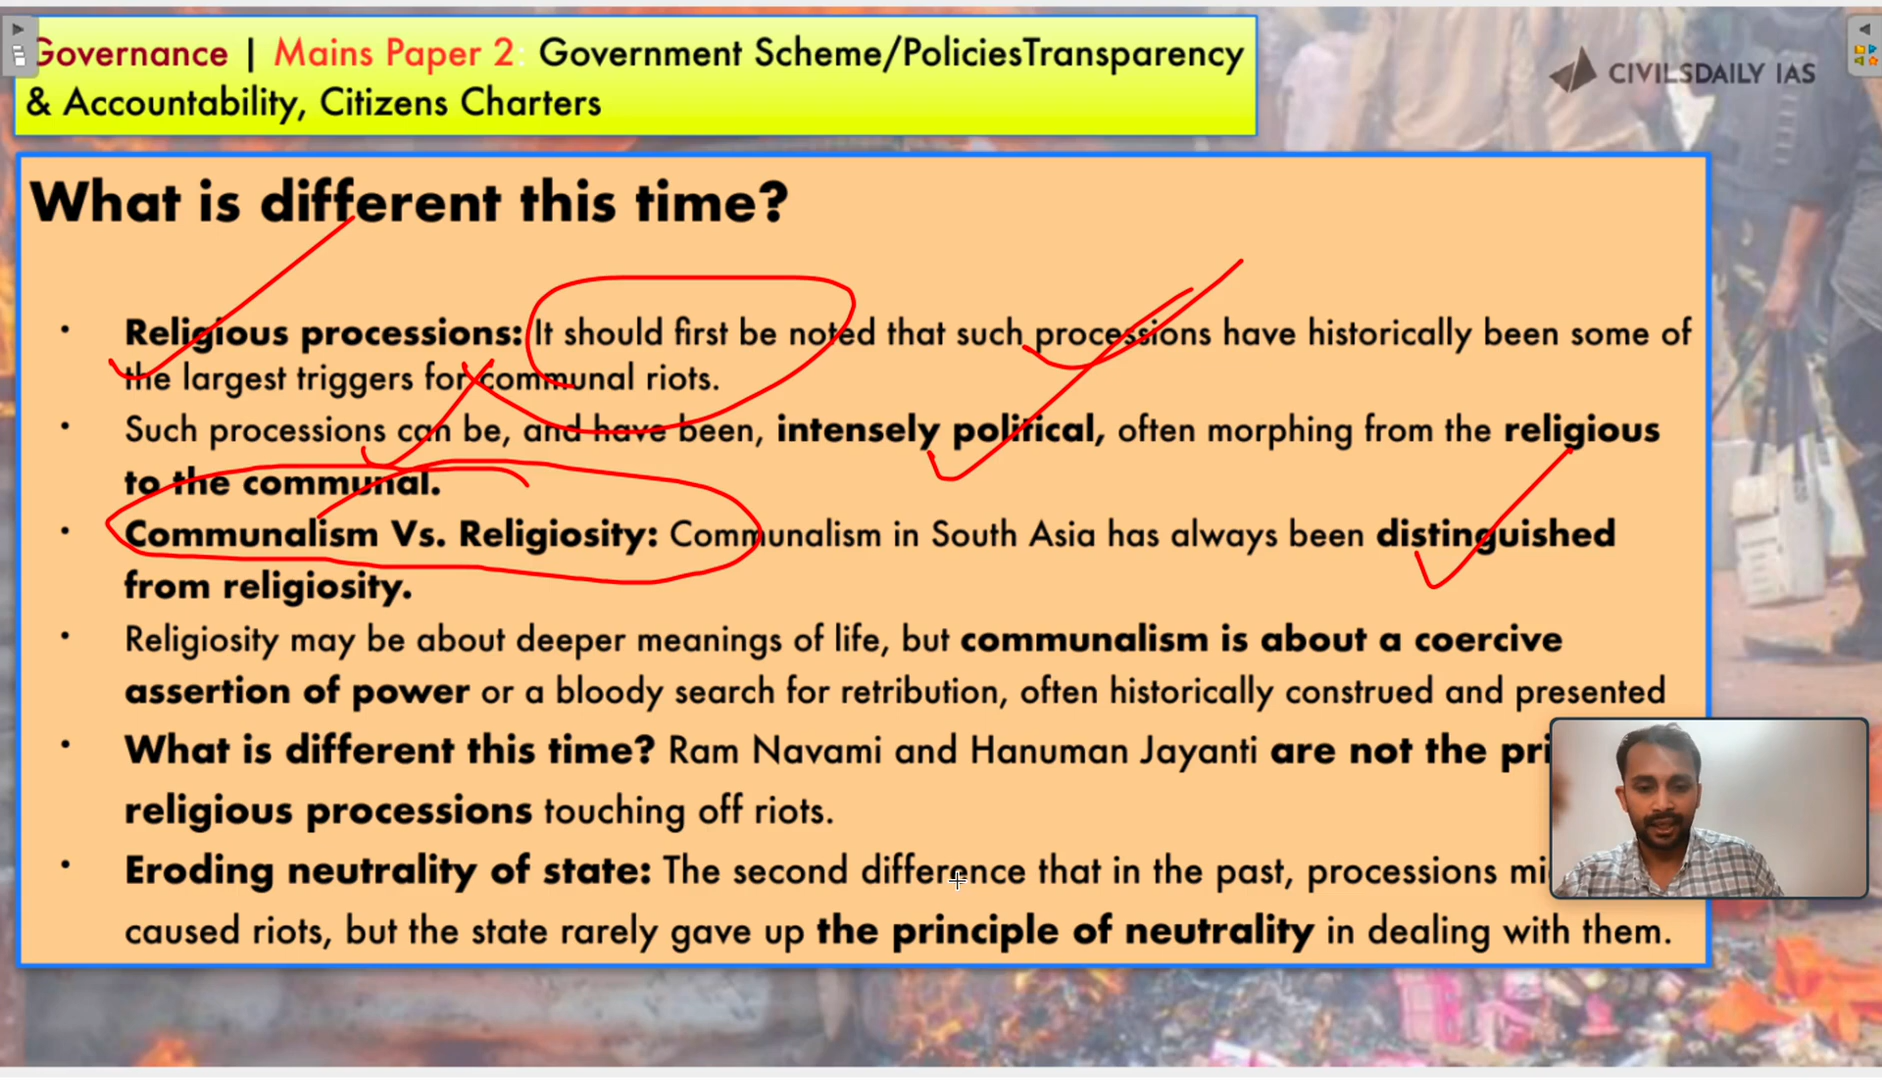 Governance | Mains Paper 2: Government Scheme/PoliciesTransparency
& Accountability, Citizens Charters
CIVILSDAILY IAS
What is different this time?
• Religious processions: It should first be noted that such processions have historically been some of
the largest triggers for communal riots.
• Such processions can be, and have been, intensely political, often morphing from the religious
to the communal.
• Communalism Vs. Religiosity: Communalism in South Asia has always been distinguished
from religiosity.
• Religiosity may be about deeper meanings of life, but communalism is about a coercive
assertion of power or a bloody search for retribution, often historically construed and presented
• What is different this time? Ram Navami and Hanuman Jayanti are not the
religious processions touching off riots.
• Eroding neutrality of state: The second difference that in the past, processions
caused riots, but the state rarely gave up the principle of neutrality in dealing with them.